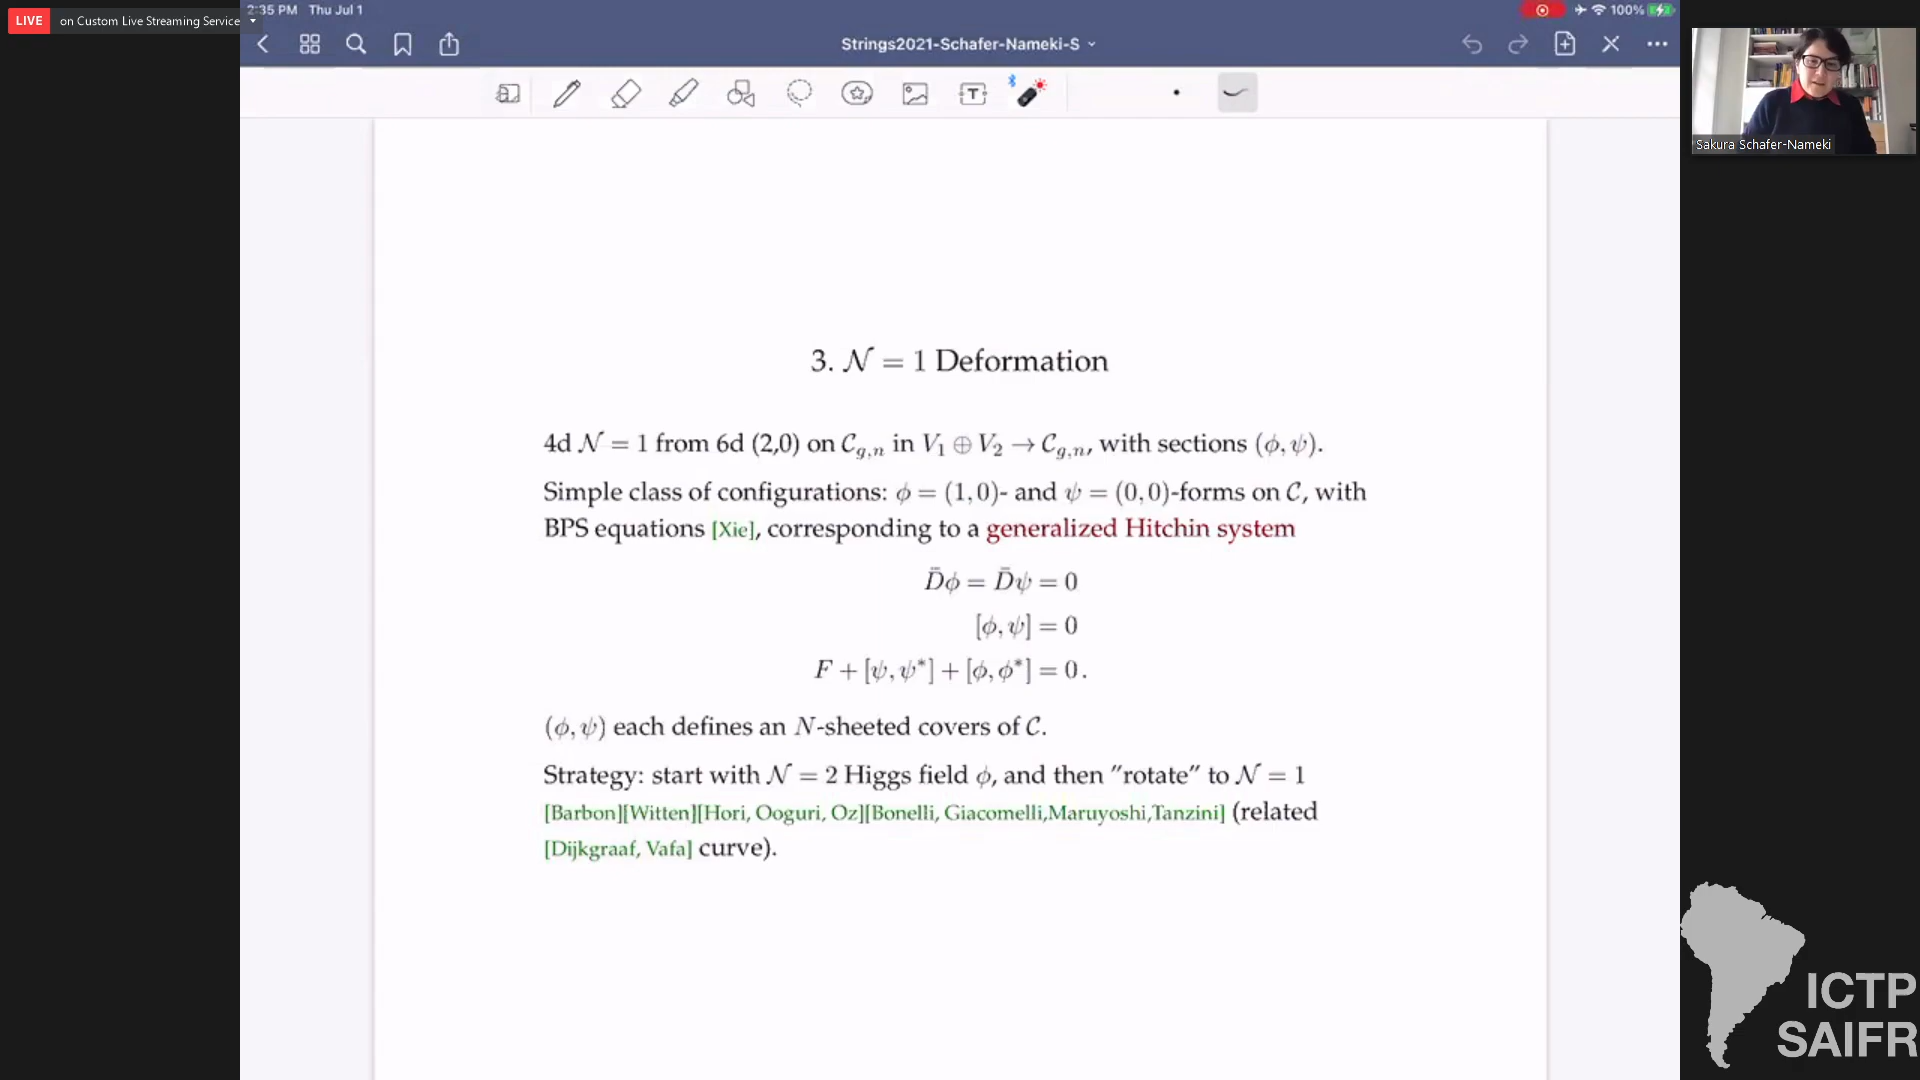 LIVE on Custom Live Streaming Service
2:35 PM Thu Jul 1
100%
Strings2021-Schafer-Nameki-S
T
Sakura Schafer-Nameki
3. 𝒩 = 1 Deformation
4d 𝒩 = 1 from 6d (2,0) on 𝒞_{g,n} in V_1 ⊕ V_2 → 𝒞_{g,n}, with sections (ϕ, ψ).
Simple class of configurations: ϕ = (1, 0)- and ψ = (0, 0)-forms on 𝒞, with
BPS equations [Xie], corresponding to a generalized Hitchin system
D̄ϕ = D̄ψ = 0
[ϕ, ψ] = 0
F + [ψ, ψ*] + [ϕ, ϕ*] = 0.
(ϕ, ψ) each defines an N-sheeted covers of 𝒞.
Strategy: start with 𝒩 = 2 Higgs field ϕ, and then ”rotate” to 𝒩 = 1
[Barbon][Witten][Hori, Ooguri, Oz][Bonelli, Giacomelli,Maruyoshi,Tanzini] (related
[Dijkgraaf, Vafa] curve).
ICTP
SAIFR